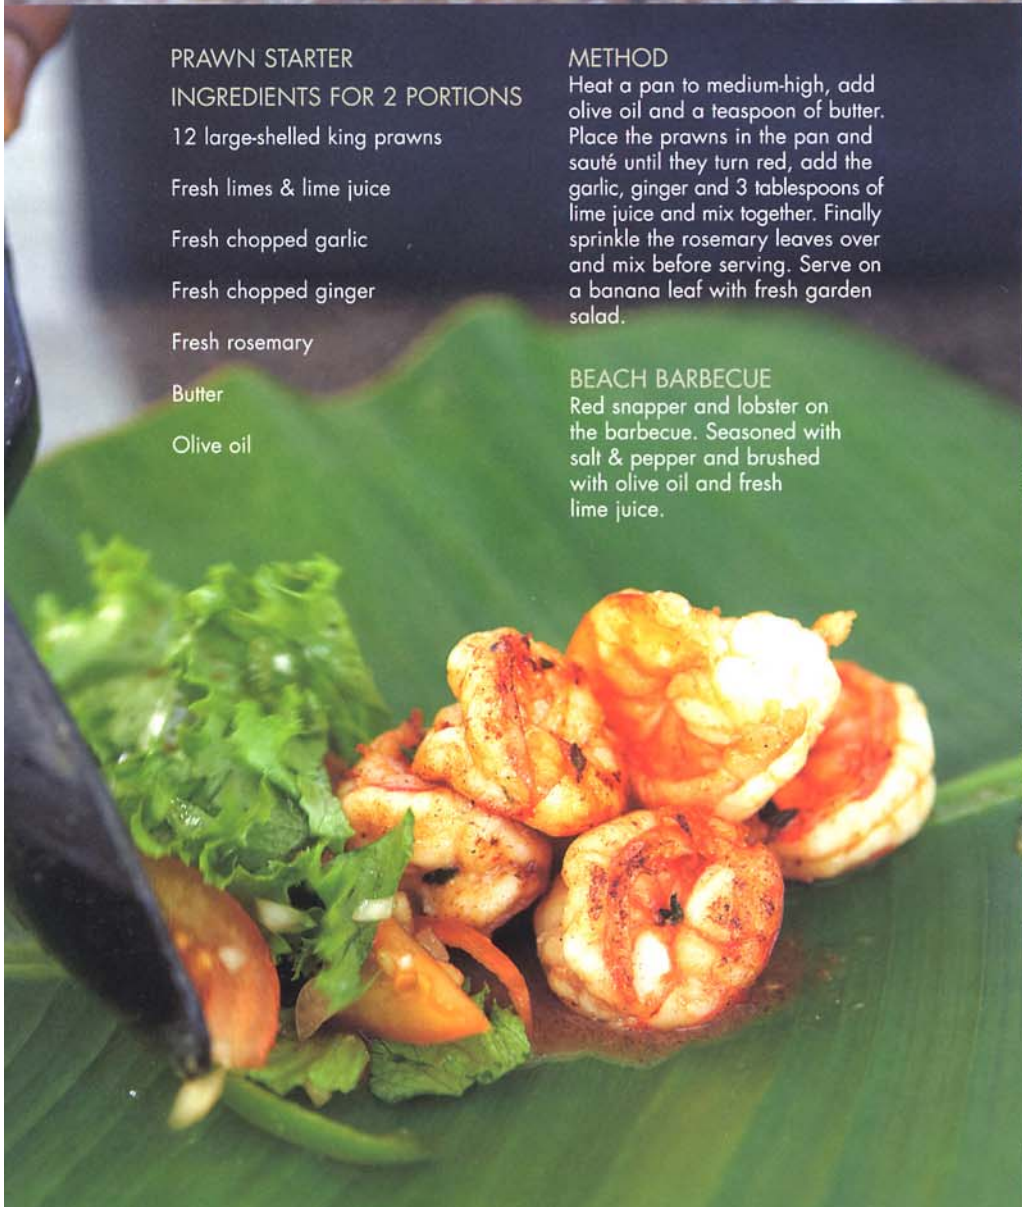 PRAWN STARTER
INGREDIENTS FOR 2 PORTIONS
12 large-shelled king prawns
Fresh limes & lime juice
Fresh chopped garlic
Fresh chopped ginger
Fresh rosemary
Butter
Olive oil
METHOD
Heat a pan to medium-high, add
olive oil and a teaspoon of butter.
Place the prawns in the pan and
sauté until they turn red, add the
garlic, ginger and 3 tablespoons of
lime juice and mix together. Finally
sprinkle the rosemary leaves over
and mix before serving. Serve on
a banana leaf with fresh garden
salad.
BEACH BARBECUE
Red snapper and lobster on
the barbecue. Seasoned with
salt & pepper and brushed
with olive oil and fresh
lime juice.